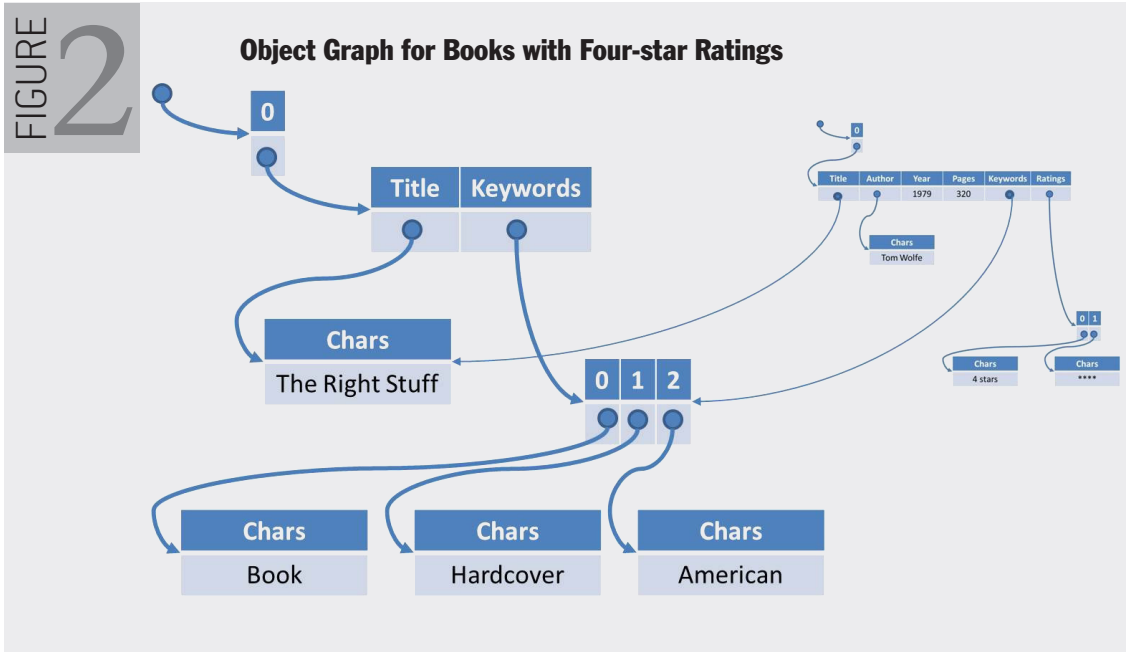 FIGURE 2
Object Graph for Books with Four-star Ratings
0
Title Keywords
Chars
The Right Stuff
0 1 2
Chars Chars Chars
Book Hardcover American
0
Title Author Year Pages Keywords Ratings
1979 320
Chars
Tom Wolfe
0 1
Chars Chars
4 stars ****